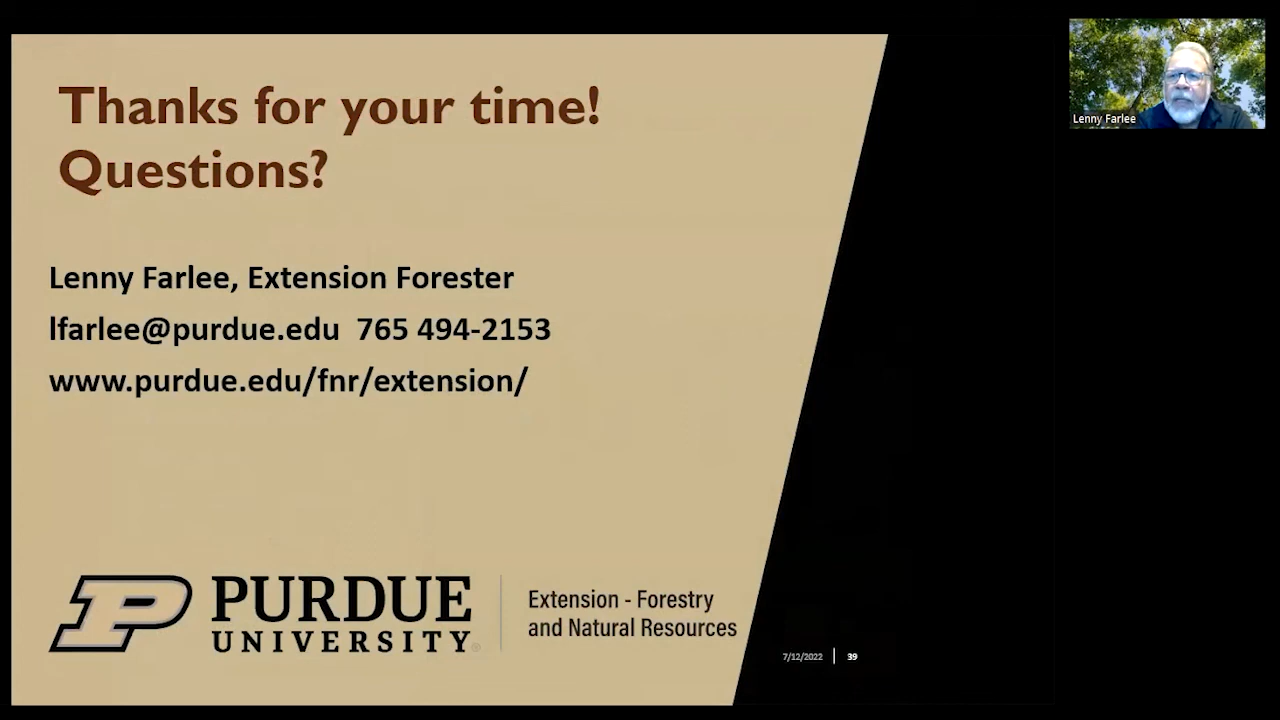 Thanks for your time!
Questions?
Lenny Farlee, Extension Forester
lfarlee@purdue.edu 765 494-2153
www.purdue.edu/fnr/extension/
P PURDUE
UNIVERSITY®
Extension - Forestry
and Natural Resources
7/12/2022 39
Lenny Farlee